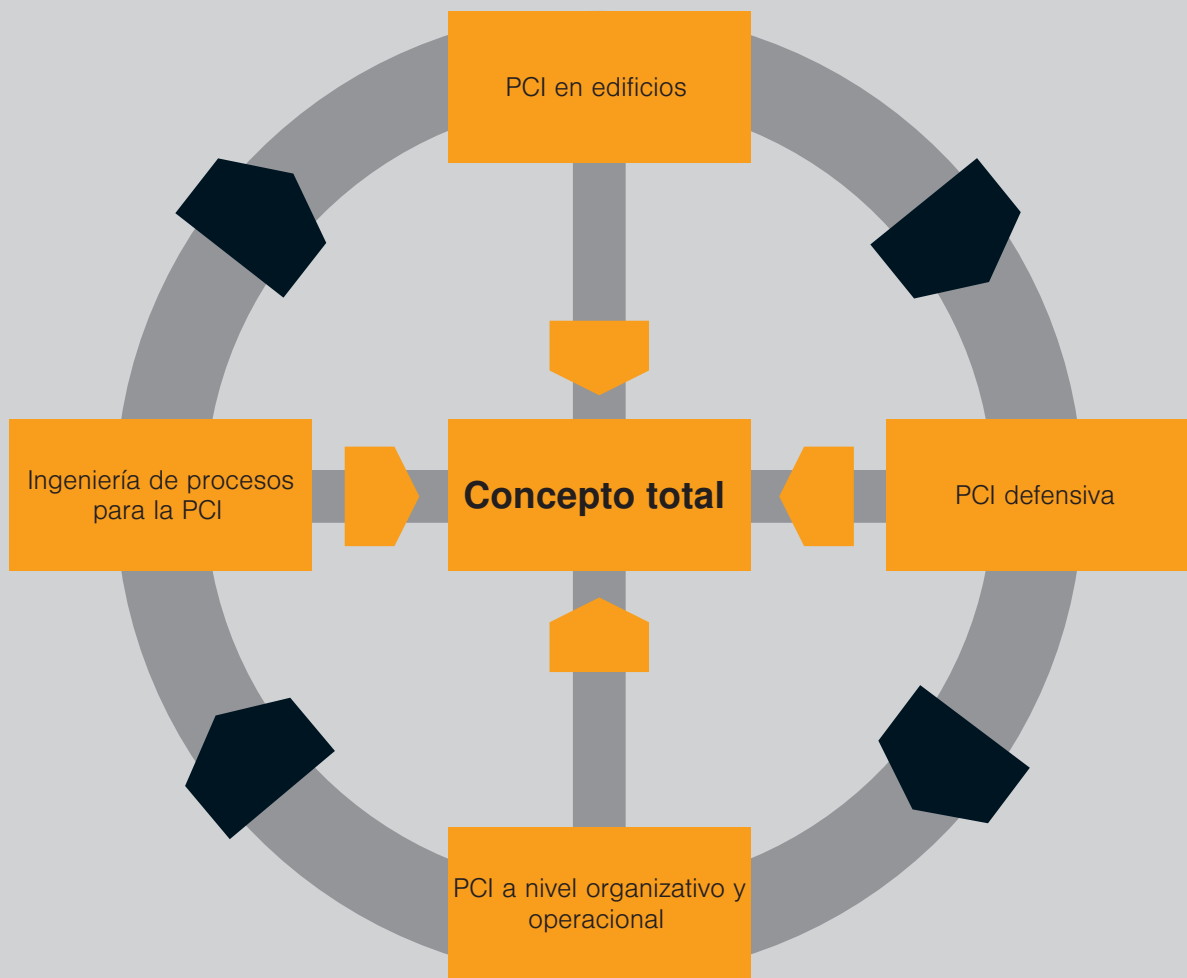 PCI en edificios
Ingeniería de procesos
para la PCI
Concepto total
PCI defensiva
PCI a nivel organizativo y
operacional